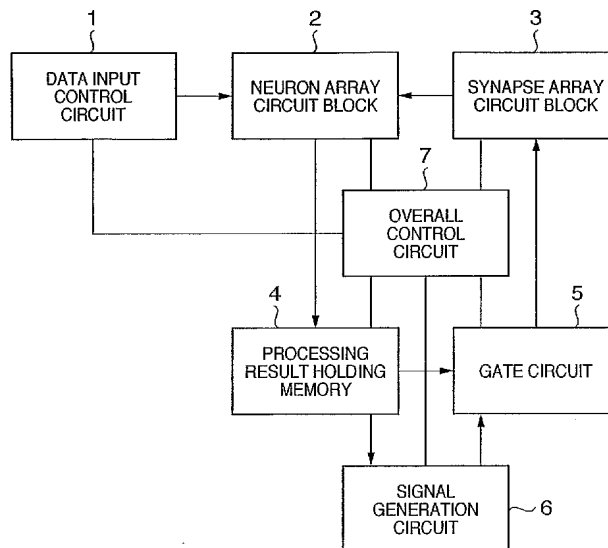 1
2
3
DATA INPUT
CONTROL
CIRCUIT
NEURON ARRAY
CIRCUIT BLOCK
SYNAPSE ARRAY
CIRCUIT BLOCK
7
OVERALL
CONTROL
CIRCUIT
4
5
PROCESSING
RESULT HOLDING
MEMORY
GATE CIRCUIT
SIGNAL
GENERATION
CIRCUIT
6